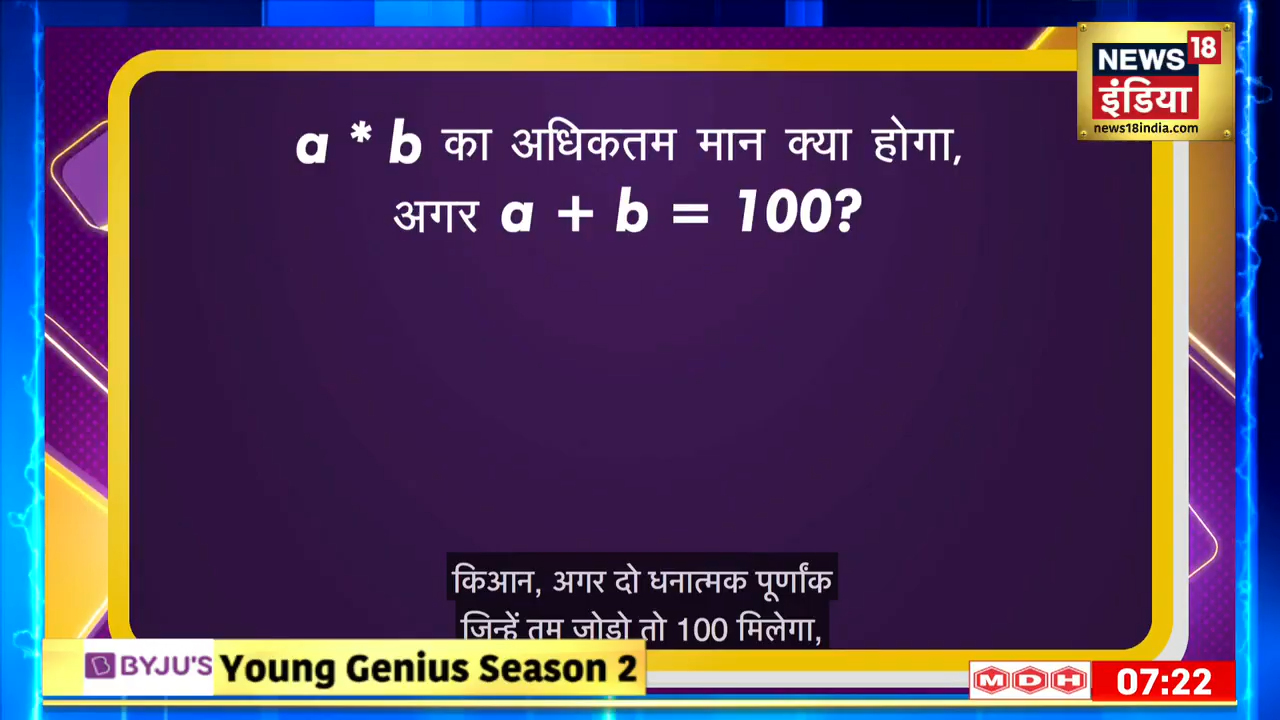 NEWS 18
इंडिया
news18india.com
a * b का अधिकतम मान क्या होगा,
अगर a + b = 100?
किआन, अगर दो धनात्मक पूर्णांक
जिन्हें तुम जोड़ो तो 100 मिलेगा,
BYJU'S Young Genius Season 2
MDH 07:22